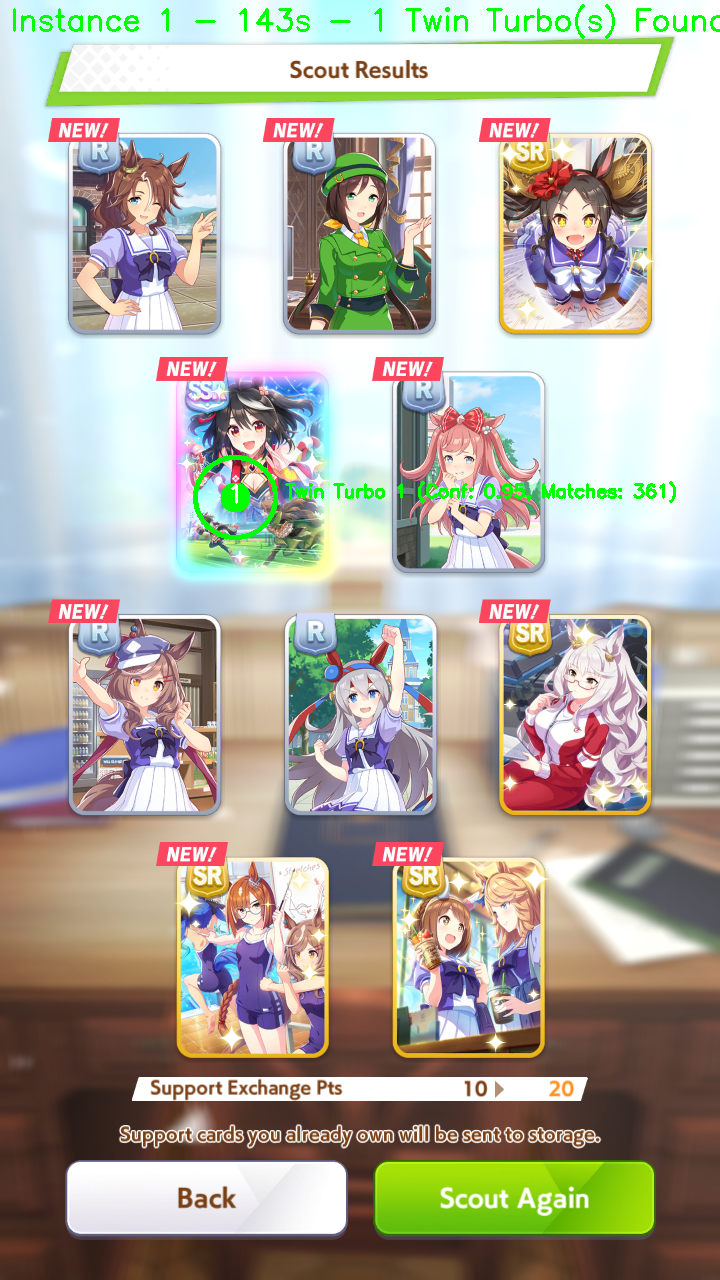 Instance 1 - 143s - 1 Twin Turbo(s) Found
Scout Results
NEW! NEW! NEW!
R R SR
NEW! NEW!
SSR R
1 Twin Turbo 1 (Conf: 0.95, Matches: 361)
NEW! NEW!
R R SR
NEW! NEW!
SR SR
Support Exchange Pts 10 20
Support cards you already own will be sent to storage.
Back Scout Again